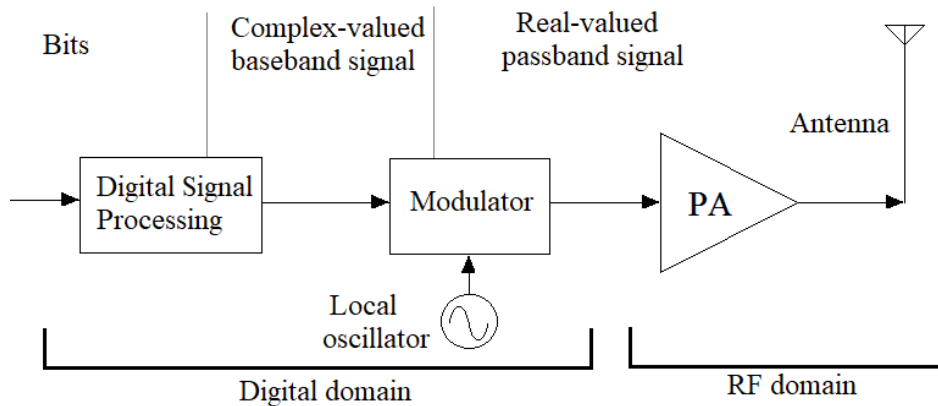 Bits
Complex-valued
baseband signal
Real-valued
passband signal
Antenna
Digital Signal
Processing
Modulator
PA
Local
oscillator
Digital domain
RF domain